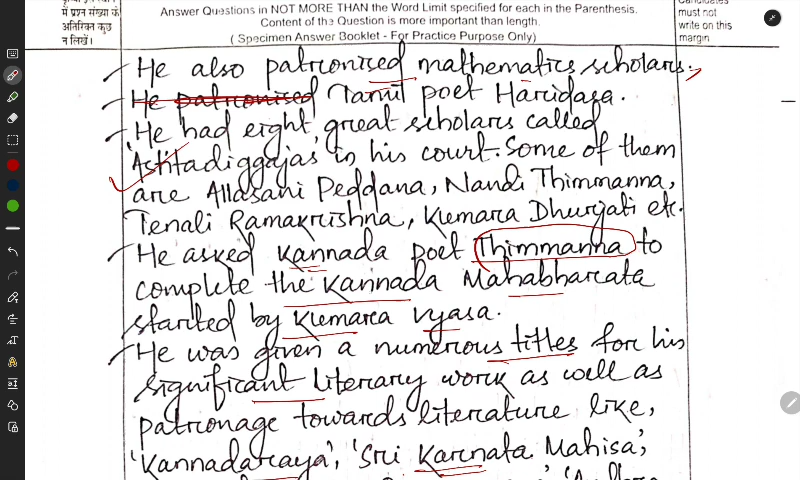 में प्रश्न संख्या के
अतिरिक्त कुछ
न लिखें।
Answer Questions in NOT MORE THAN the Word Limit specified for each in the Parenthesis.
Content of the Question is more important than length.
( Specimen Answer Booklet - For Practice Purpose Only)
must not
write on this
margin
He also patronised mathematics scholars.
He patronised Tamil poet Haridasa.
He had eight great scholars called
'Ashtadiggajas in his court. Some of them
are Allasani Peddana, Nandi Thimmanna,
Tenali Ramakrishna, Kumara Dhurjati etc.
He asked Kannada poet Thimmanna to
complete the Kannada Mahabharata
started by Kumara vyasa.
He was given a numerous titles for his
significant literary work as well as
patronage towards literature like,
'Kannadaraya', 'Sri Karnata Mahisa',